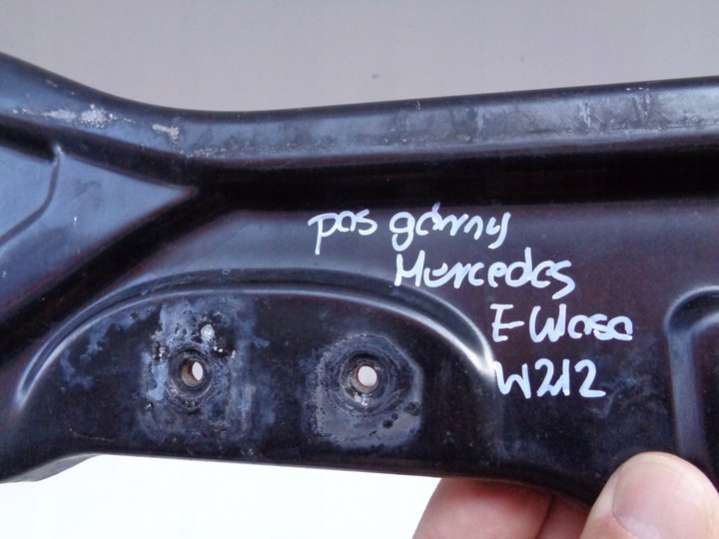 pas górny
Mercedes
E-klasa
W212